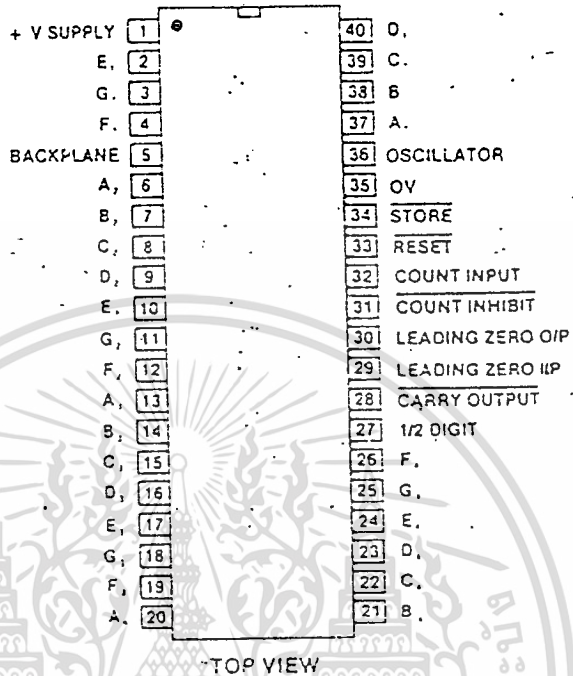 + V SUPPLY 1
E, 2
G. 3
F. 4
BACKPLANE 5
A, 6
B, 7
C, 8
D, 9
E. 10
G, 11
F, 12
A, 13
B, 14
C, 15
D, 16
E, 17
G, 18
F, 19
A. 20
40 D,
39 C.
38 B
37 A.
36 OSCILLATOR
35 OV
34 STORE
33 RESET
32 COUNT INPUT
31 COUNT INHIBIT
30 LEADING ZERO O/P
29 LEADING ZERO I/P
28 CARRY OUTPUT
27 1/2 DIGIT
26 F.
25 G,
24 E,
23 D,
22 C,
21 B.
TOP VIEW